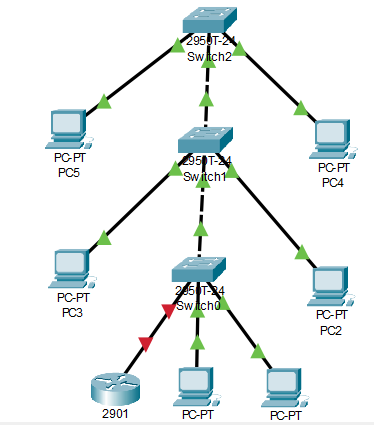 2950T-24
Switch2
PC-PT
PC5
PC-PT
PC4
2950T-24
Switch1
PC-PT
PC3
PC-PT
PC2
2950T-24
Switch0
2901
PC-PT
PC-PT